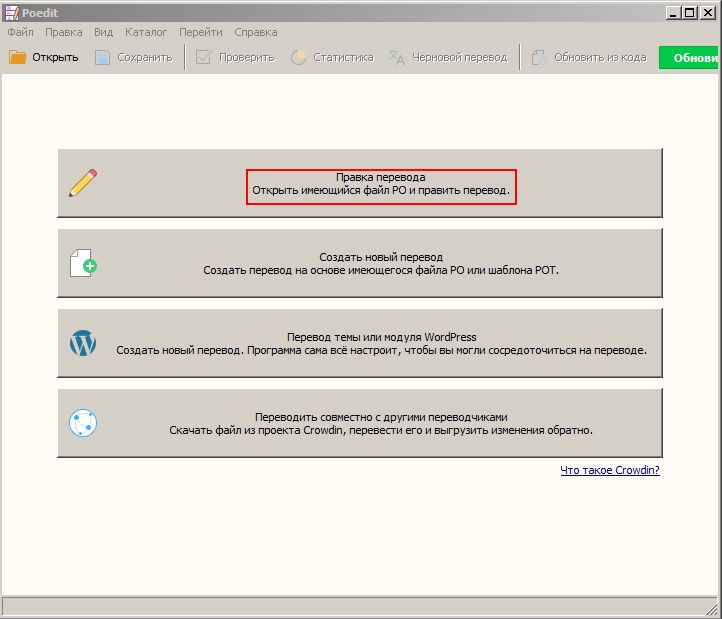 Poedit
Файл Правка Вид Каталог Перейти Справка
Открыть Сохранить Проверить Статистика Черновой перевод Обновить из кода
Правка перевода
Открыть имеющийся файл PO и править перевод.
Создать новый перевод
Создать перевод на основе имеющегося файла PO или шаблона POT.
Перевод темы или модуля WordPress
Создать новый перевод. Программа сама всё настроит, чтобы вы могли сосредоточиться на переводе.
Переводить совместно с другими переводчиками
Скачать файл из проекта Crowdin, перевести его и выгрузить изменения обратно.
Что такое Crowdin?